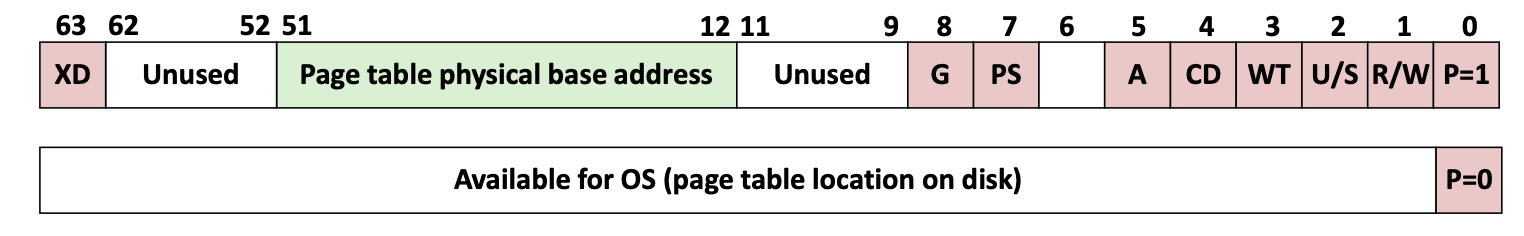 63 62 52 51 12 11 9 8 7 6 5 4 3 2 1 0
XD Unused Page table physical base address Unused G PS A CD WT U/S R/W P=1
Available for OS (page table location on disk) P=0